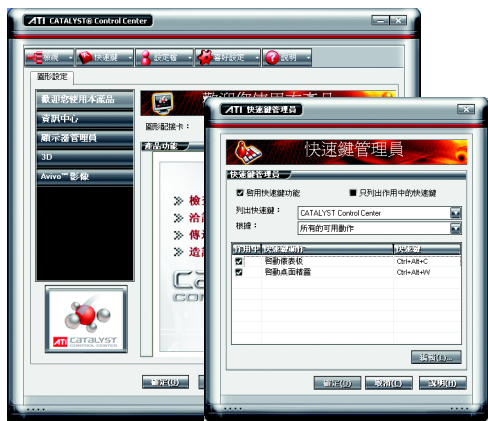 ATI CATALYST® Control Center
檢視
快速鍵
設定檔
喜好設定
說明
圖形設定
歡迎您使用本產品
資訊中心
顯示器管理員
3D
Avivo™ 影像
圖形配接卡：
產品功能
CATALYST
CONTROL CENTER
確定(O)
ATI 快速鍵管理員
快速鍵管理員
快速鍵管理員
啟用快速鍵功能
只列出作用中的快速鍵
列出快速鍵：
CATALYST Control Center
根據：
所有的可用動作
作用中 快速鍵動作 快速鍵
啟動儀表板 Ctrl+Alt+C
啟動桌面精靈 Ctrl+Alt+W
確定(O) 取消(C) 說明(H)